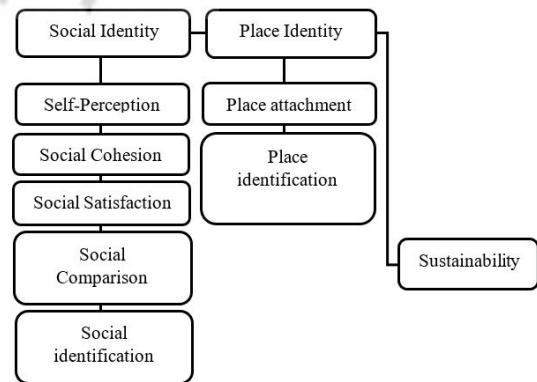 Social Identity
Place Identity
Self-Perception
Place attachment
Social Cohesion
Place
identification
Social Satisfaction
Social
Comparison
Sustainability
Social
identification